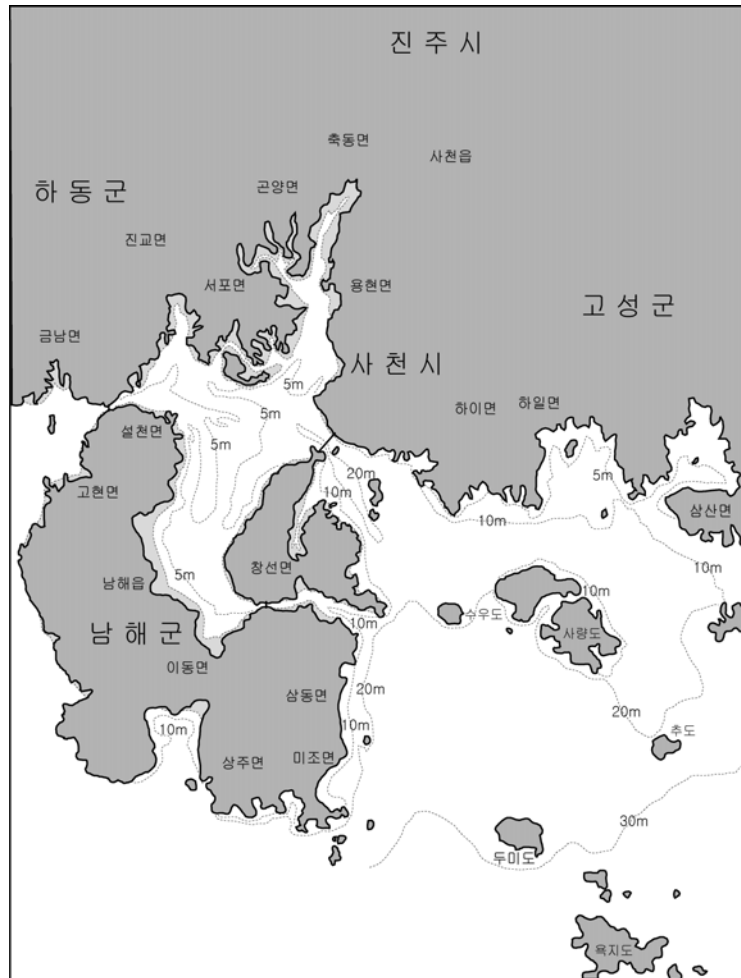 진주시
축동면
사천읍
곤양면
하동군
진교면
서포면
용현면
고성군
금남면
사천시
5m
하이면
하일면
5m
설천면
5m
20m
5m
고현면
10m
10m
삼산면
10m
창선면
남해읍
5m
10m
수우도
10m
사량도
남해군
이동면
삼동면
20m
20m
10m
10m
추도
상주면
미조면
30m
두미도
욕지도